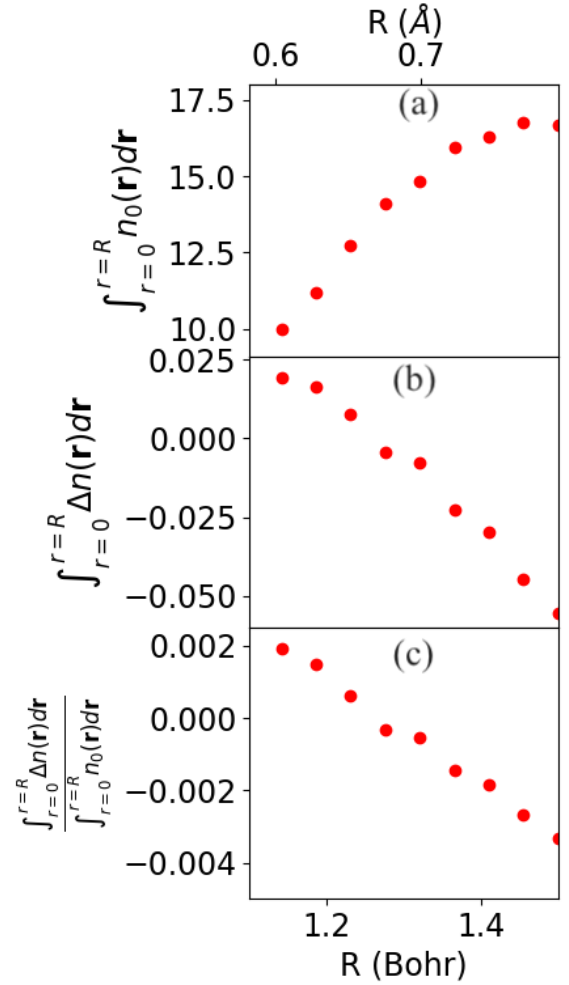 R (Å)
0.6 0.7
(a)
17.5
15.0
12.5
10.0
∫_{r=0}^{r=R} n₀(𝐫)d𝐫
(b)
0.025
0.000
−0.025
−0.050
∫_{r=0}^{r=R} Δn(𝐫)d𝐫
(c)
0.002
0.000
−0.002
−0.004
∫_{r=0}^{r=R} Δn(𝐫)d𝐫
∫_{r=0}^{r=R} n₀(𝐫)d𝐫
1.2 1.4
R (Bohr)